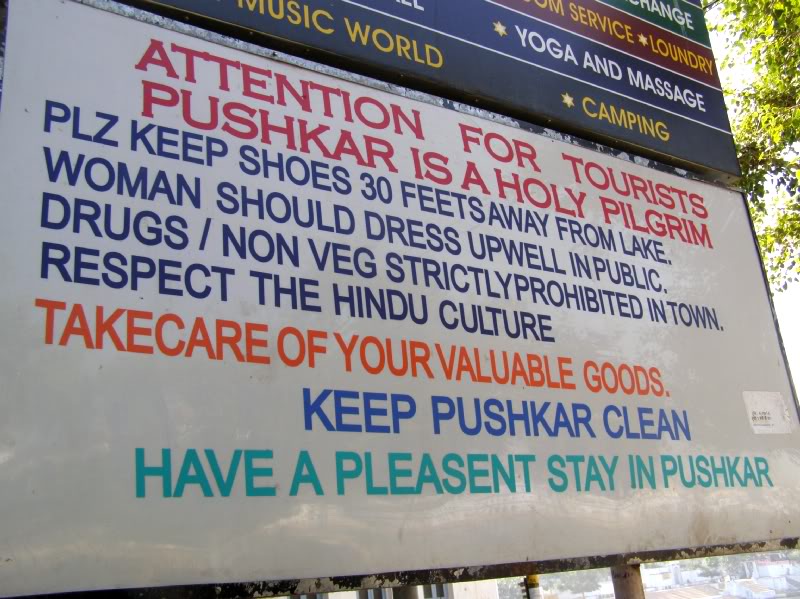 CHANGE
ROOM SERVICE ★ LOUNDRY
MUSIC WORLD ★ YOGA AND MASSAGE
★ CAMPING
ATTENTION FOR TOURISTS
PUSHKAR IS A HOLY PILGRIM
PLZ KEEP SHOES 30 FEETS AWAY FROM LAKE.
WOMAN SHOULD DRESS UPWELL IN PUBLIC.
DRUGS / NON VEG STRICTLY PROHIBITED IN TOWN.
RESPECT THE HINDU CULTURE
TAKECARE OF YOUR VALUABLE GOODS.
KEEP PUSHKAR CLEAN
HAVE A PLEASENT STAY IN PUSHKAR